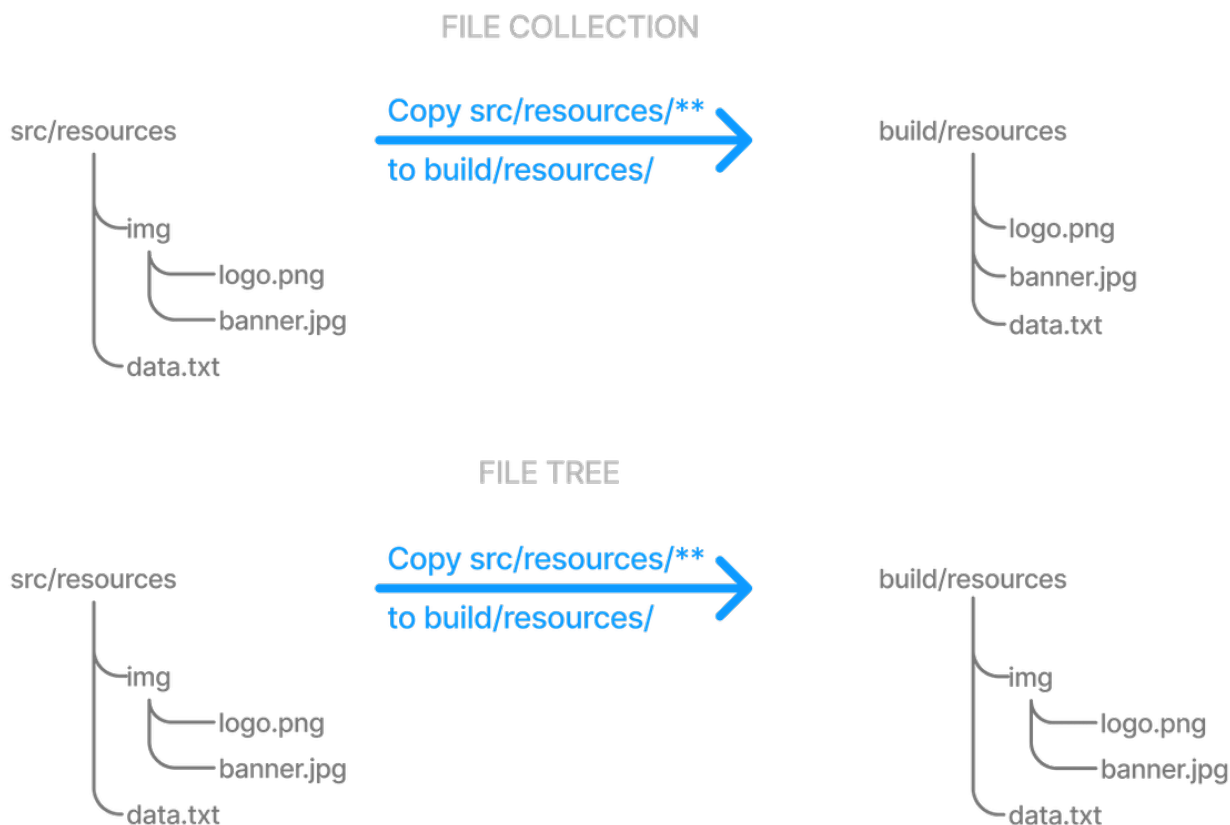 FILE COLLECTION
Copy src/resources/**
src/resources
build/resources
to build/resources/
img
logo.png
logo.png
banner.jpg
banner.jpg
data.txt
data.txt
FILE TREE
Copy src/resources/**
src/resources
build/resources
to build/resources/
img
img
logo.png
logo.png
banner.jpg
banner.jpg
data.txt
data.txt